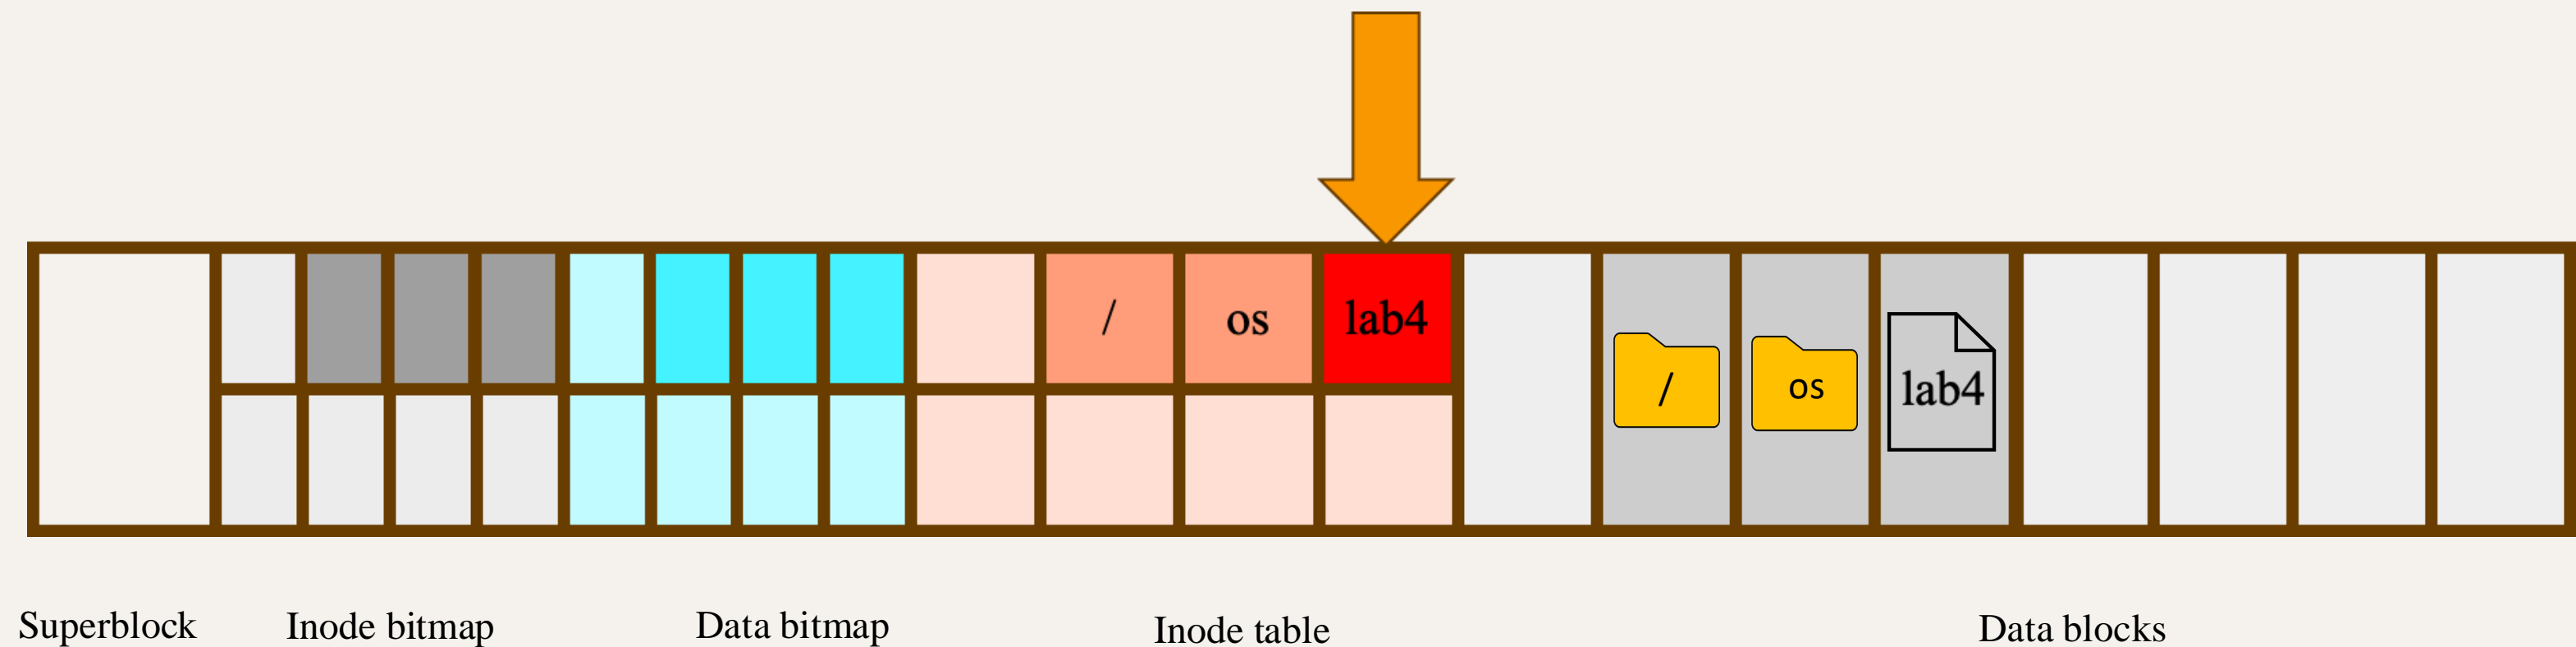 /
os
lab4
/
os
lab4
Superblock
Inode bitmap
Data bitmap
Inode table
Data blocks